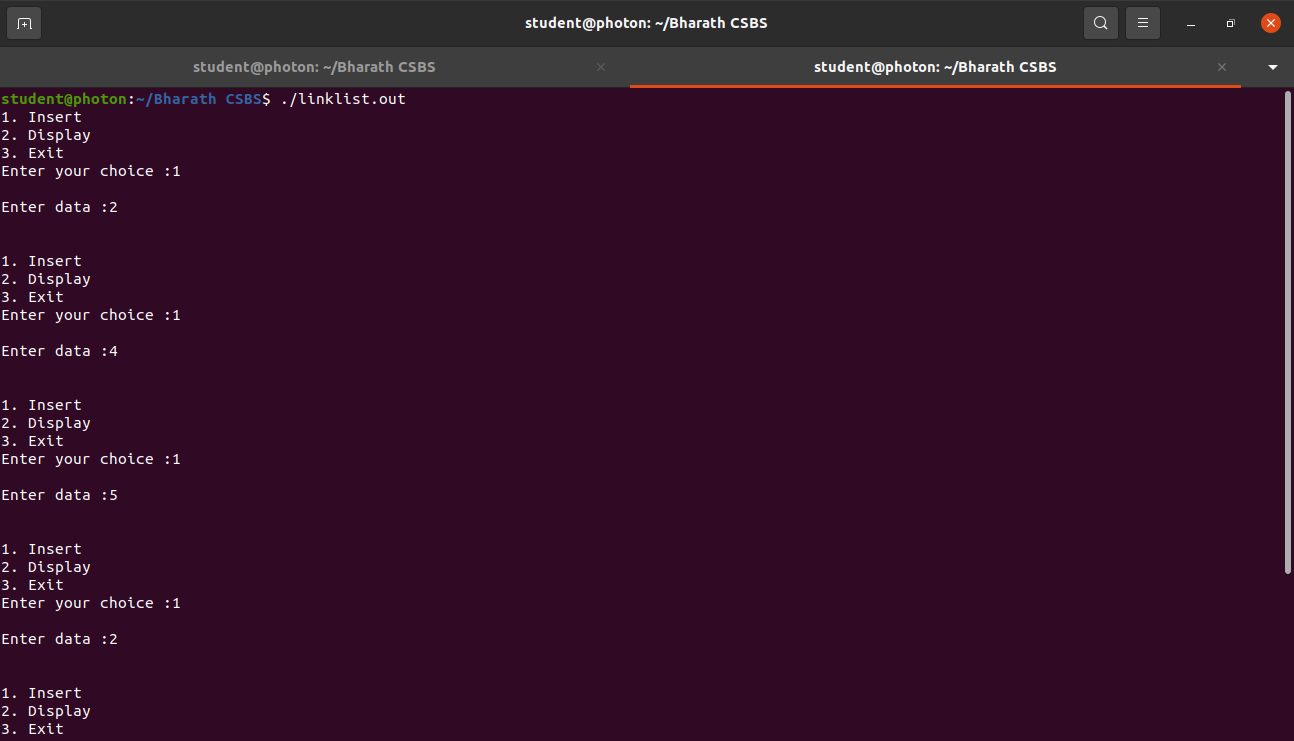 student@photon: ~/Bharath CSBS
student@photon: ~/Bharath CSBS
student@photon: ~/Bharath CSBS
student@photon:~/Bharath CSBS$ ./linklist.out
1. Insert
2. Display
3. Exit
Enter your choice :1
Enter data :2
1. Insert
2. Display
3. Exit
Enter your choice :1
Enter data :4
1. Insert
2. Display
3. Exit
Enter your choice :1
Enter data :5
1. Insert
2. Display
3. Exit
Enter your choice :1
Enter data :2
1. Insert
2. Display
3. Exit